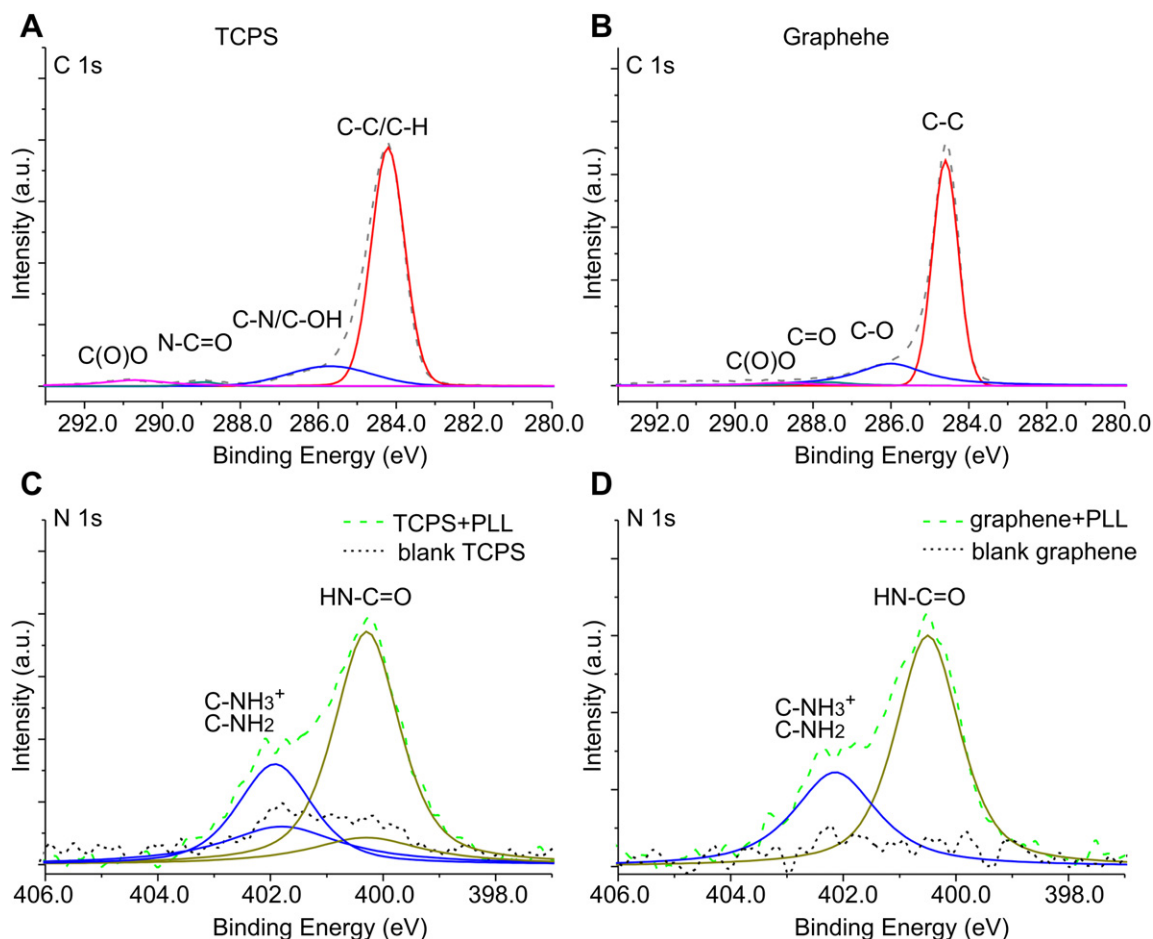 A
TCPS
C 1s
C-C/C-H
C-N/C-OH
N-C=O
C(O)O
Intensity (a.u.)
292.0 290.0 288.0 286.0 284.0 282.0 280.0
Binding Energy (eV)
B
Graphehe
C 1s
C-C
C-O
C=O
C(O)O
Intensity (a.u.)
292.0 290.0 288.0 286.0 284.0 282.0 280.0
Binding Energy (eV)
C
N 1s
TCPS+PLL
blank TCPS
HN-C=O
C-NH3+
C-NH2
Intensity (a.u.)
406.0 404.0 402.0 400.0 398.0
Binding Energy (eV)
D
N 1s
graphene+PLL
blank graphene
HN-C=O
C-NH3+
C-NH2
Intensity (a.u.)
406.0 404.0 402.0 400.0 398.0
Binding Energy (eV)